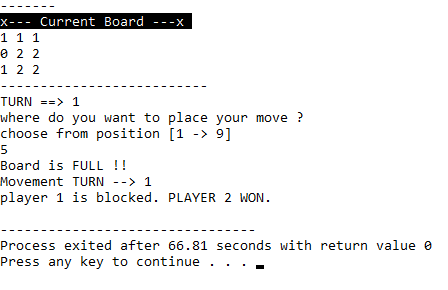 -------
x--- Current Board ---x
1 1 1
0 2 2
1 2 2
--------------------------
TURN ==> 1
where do you want to place your move ?
choose from position [1 -> 9]
5
Board is FULL !!
Movement TURN --> 1
player 1 is blocked. PLAYER 2 WON.
--------------------------------
Process exited after 66.81 seconds with return value 0
Press any key to continue . . .